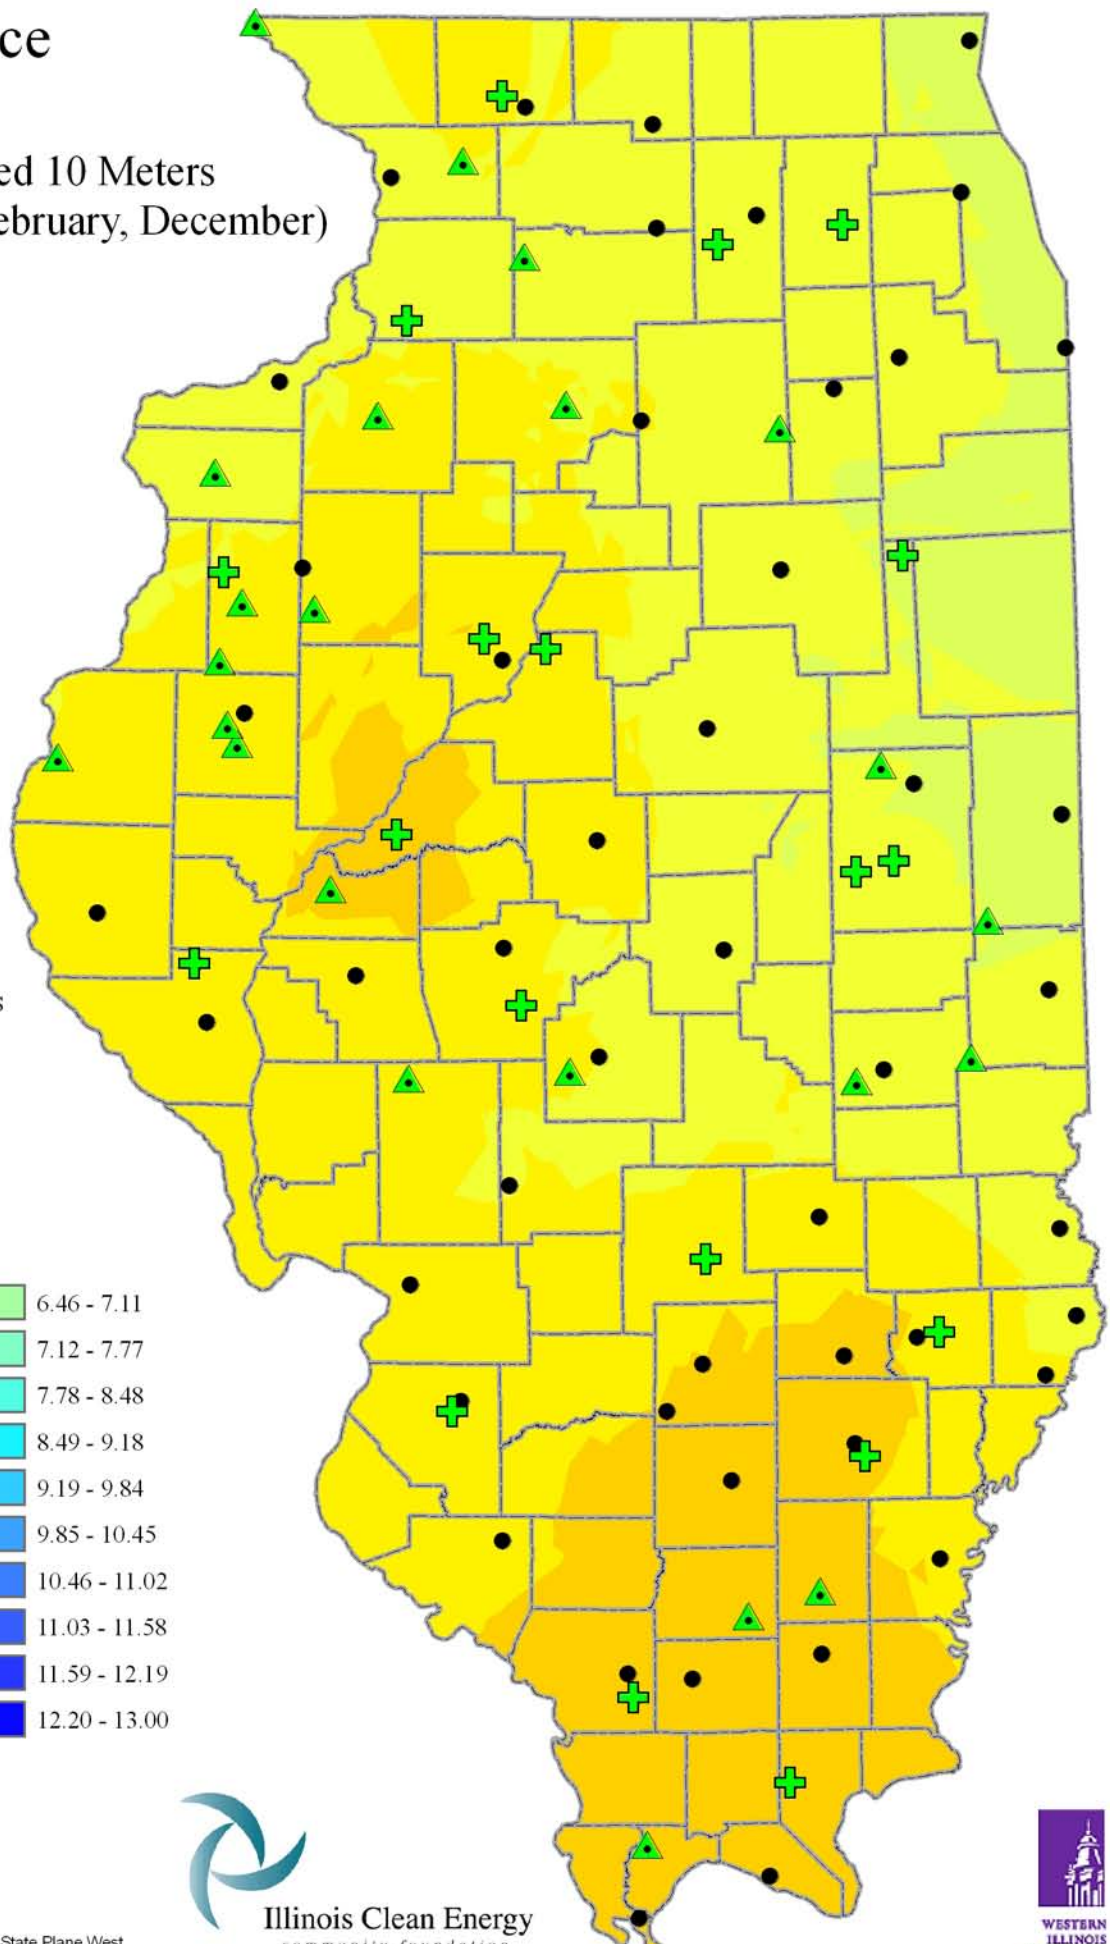 ce
ed 10 Meters
ebruary, December)
s
6.46 - 7.11
7.12 - 7.77
7.78 - 8.48
8.49 - 9.18
9.19 - 9.84
9.85 - 10.45
10.46 - 11.02
11.03 - 11.58
11.59 - 12.19
12.20 - 13.00
Illinois Clean Energy
community foundation
State Plane West
WESTERN
ILLINOIS